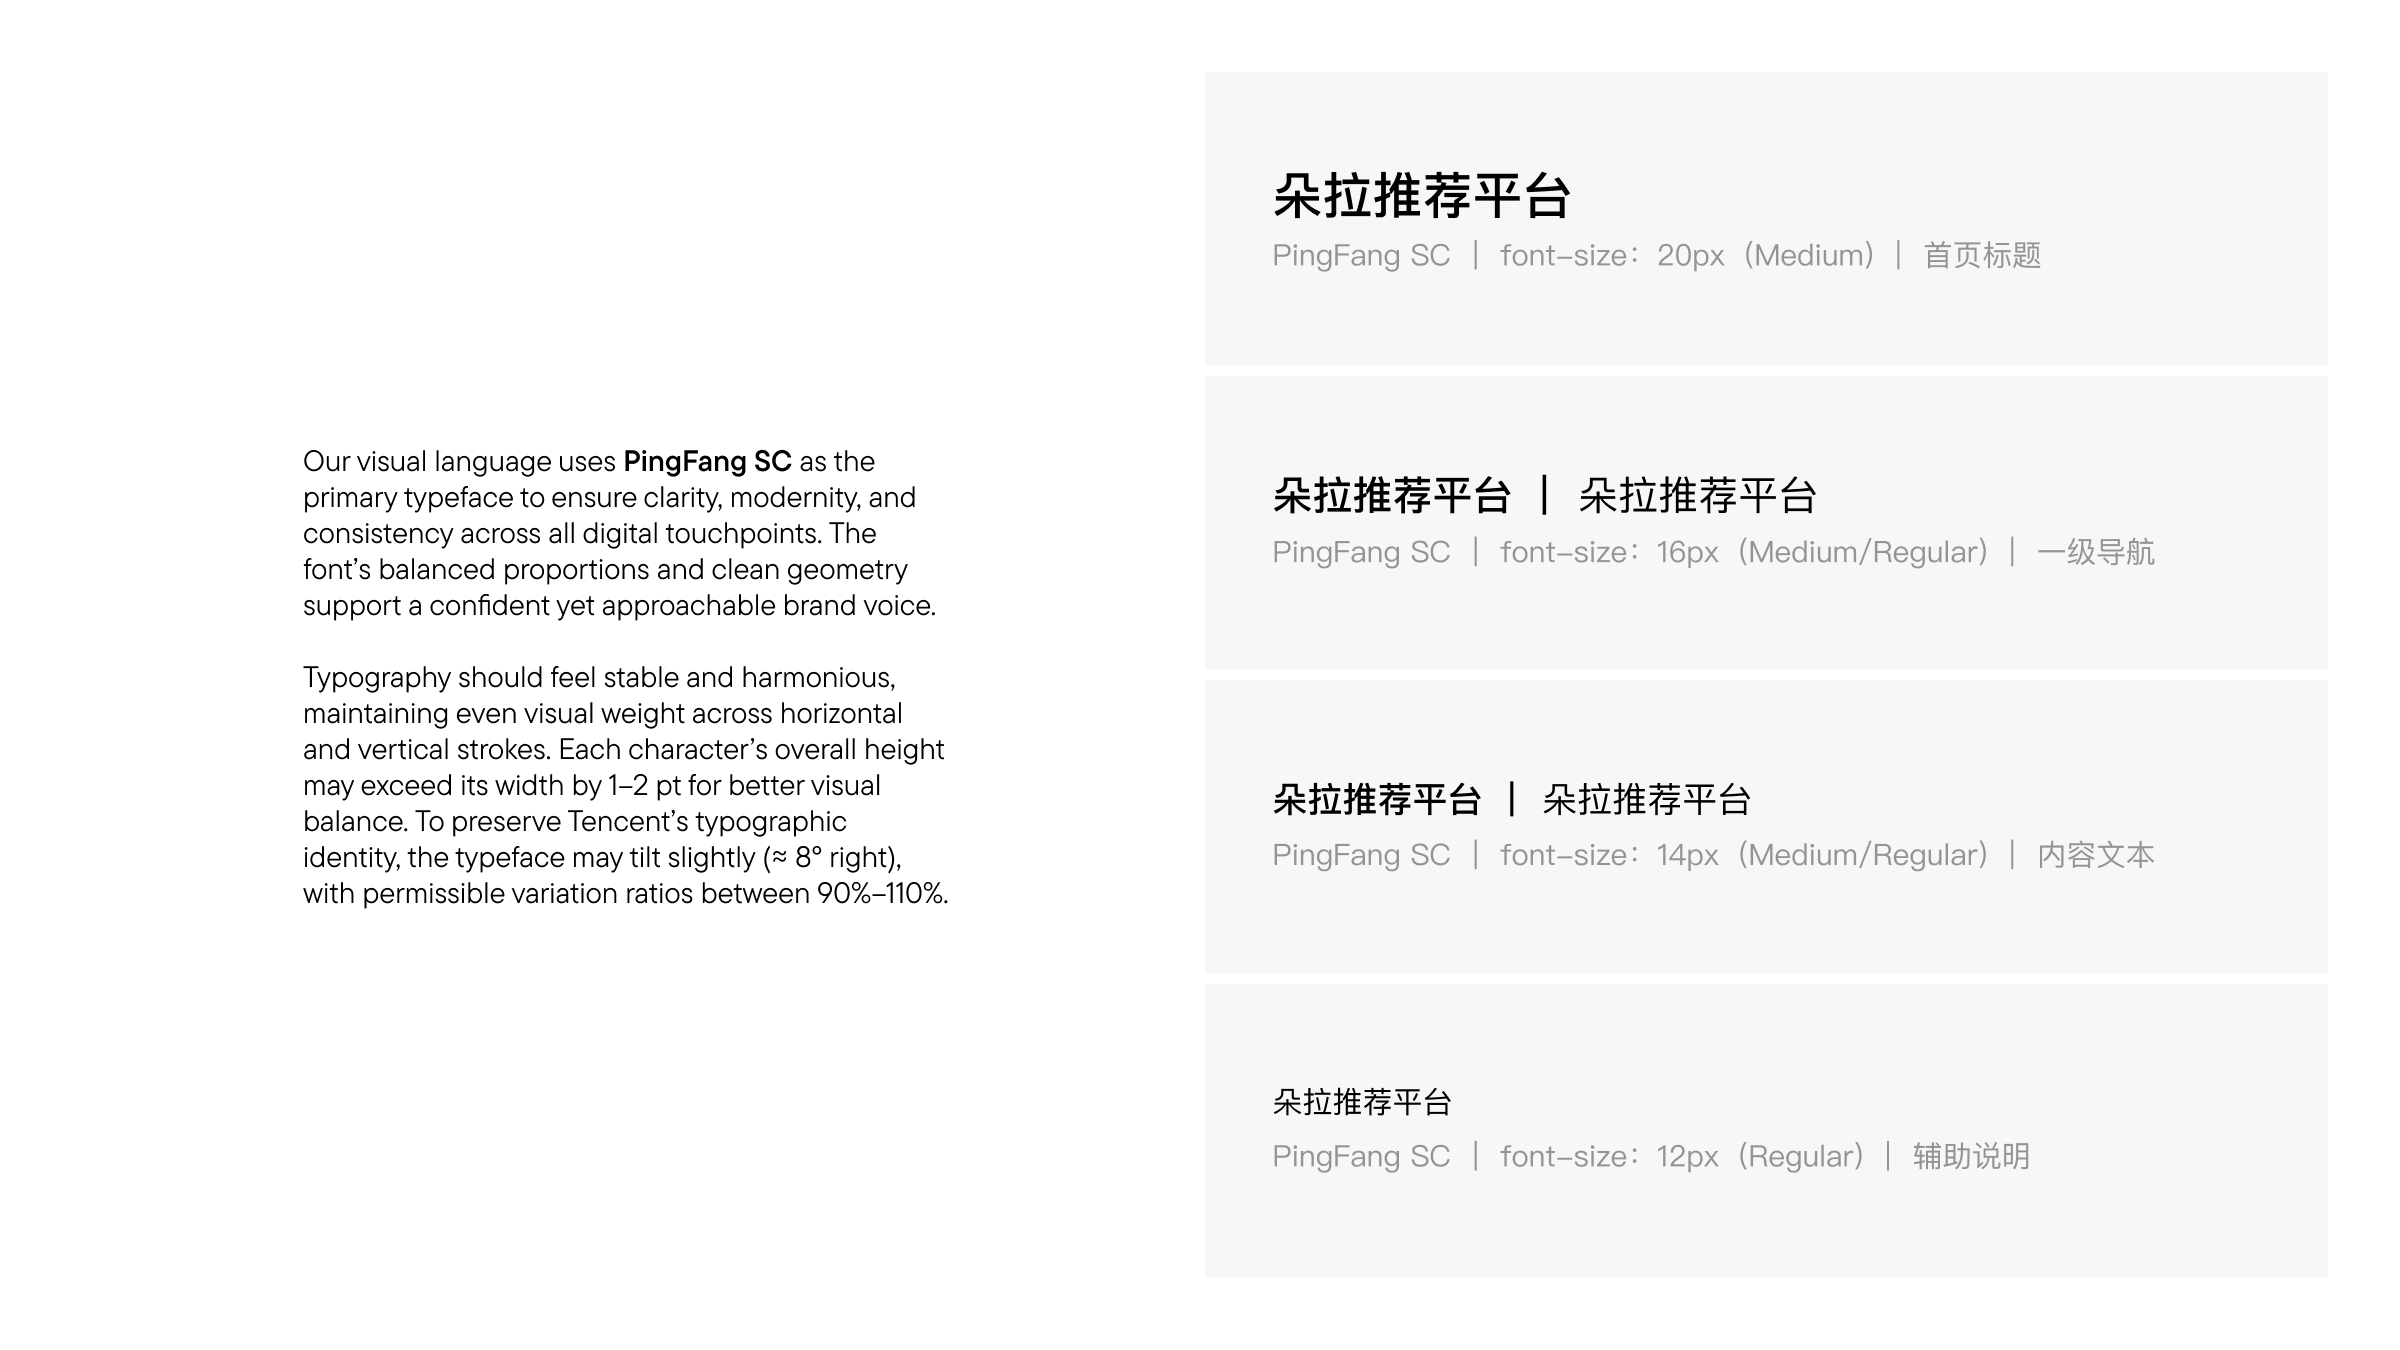 Our visual language uses PingFang SC as the
primary typeface to ensure clarity, modernity, and
consistency across all digital touchpoints. The
font’s balanced proportions and clean geometry
support a confident yet approachable brand voice.
Typography should feel stable and harmonious,
maintaining even visual weight across horizontal
and vertical strokes. Each character’s overall height
may exceed its width by 1–2 pt for better visual
balance. To preserve Tencent’s typographic
identity, the typeface may tilt slightly (≈ 8° right),
with permissible variation ratios between 90%–110%.
朵拉推荐平台
PingFang SC ｜ font-size：20px（Medium）｜ 首页标题
朵拉推荐平台 ｜ 朵拉推荐平台
PingFang SC ｜ font-size：16px（Medium/Regular）｜ 一级导航
朵拉推荐平台 ｜ 朵拉推荐平台
PingFang SC ｜ font-size：14px（Medium/Regular）｜ 内容文本
朵拉推荐平台
PingFang SC ｜ font-size：12px（Regular）｜ 辅助说明